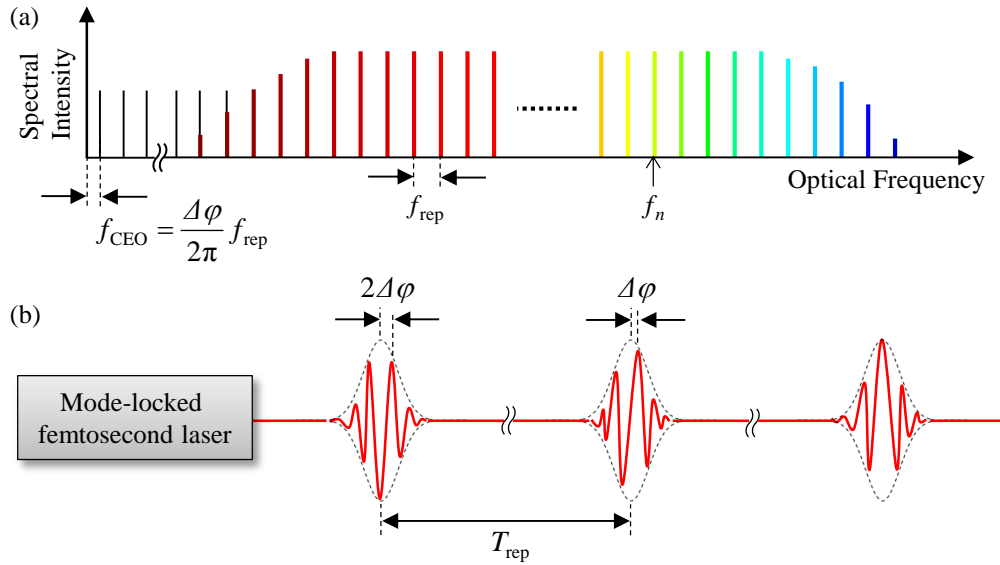 (a)
Spectral
Intensity
Optical Frequency
f_CEO = Δφ/2π f_rep
f_rep
f_n
(b)
2Δφ
Δφ
Mode-locked
femtosecond laser
T_rep